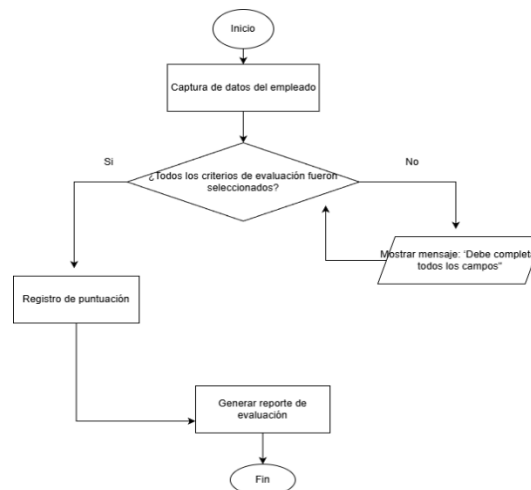 Inicio
Captura de datos del empleado
¿Todos los criterios de evaluación fueron
seleccionados?
Si
No
Mostrar mensaje: 'Debe completa
todos los campos"
Registro de puntuación
Generar reporte de
evaluación
Fin